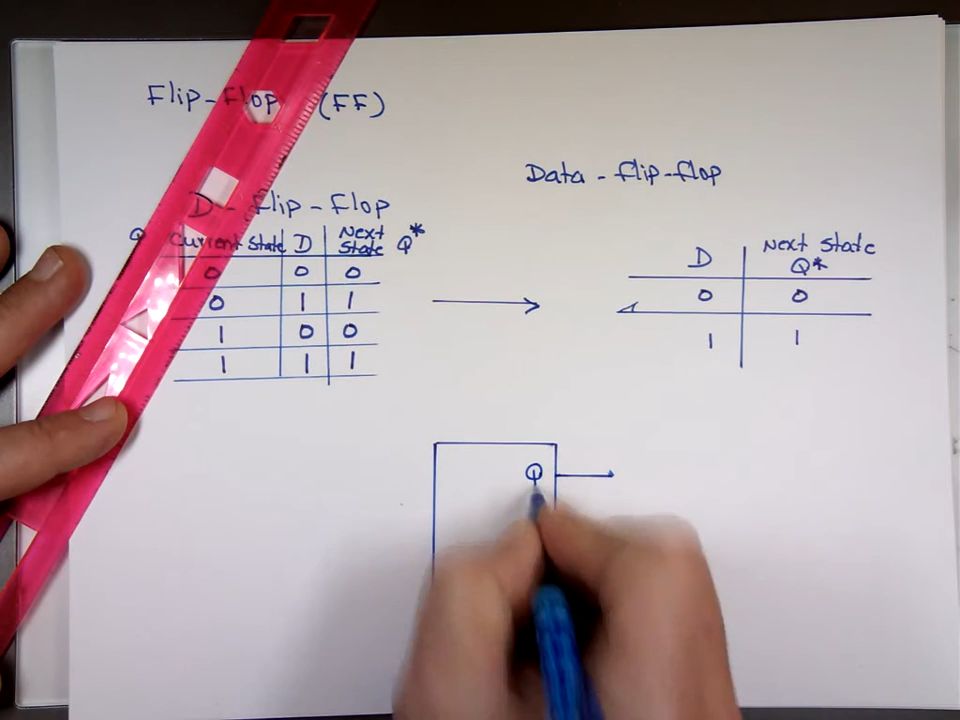 Flip-Flop (FF)
Data-flip-flop
D-Flip-Flop
Q Current State D Next State Q*
0 0 0
0 1 1
1 0 0
1 1 1
D Next State Q*
0 0
1 1
Q